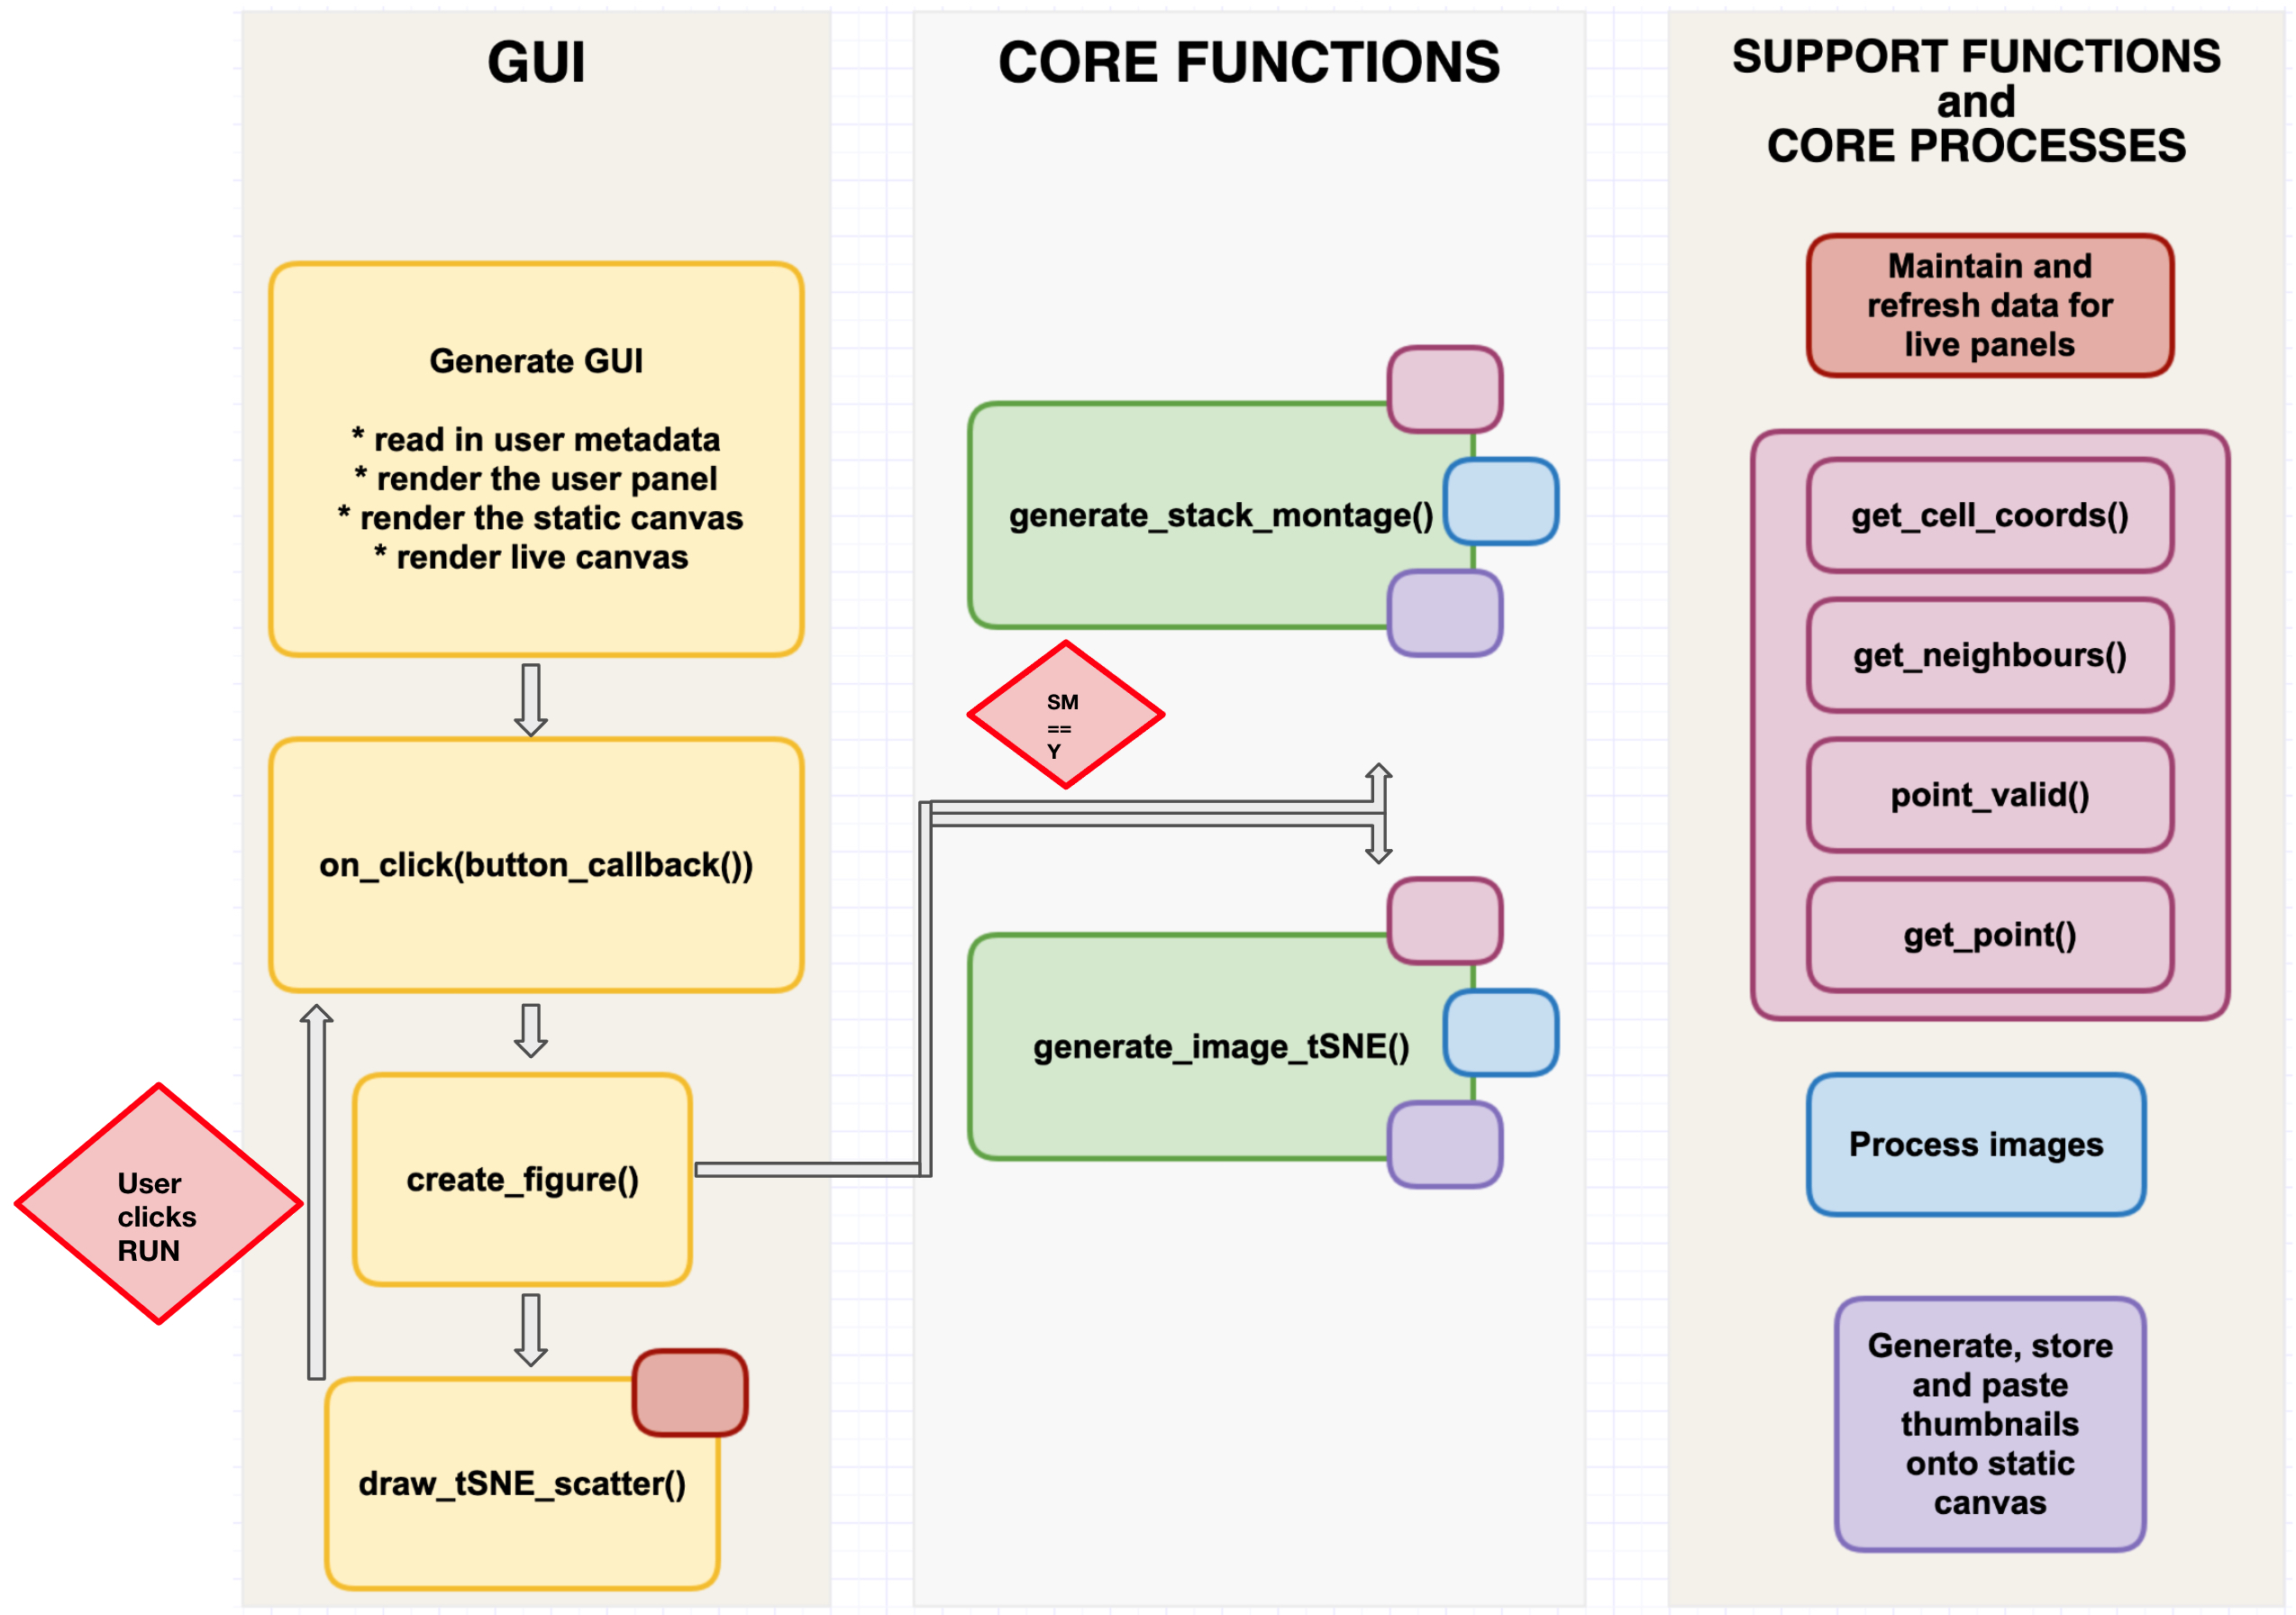 GUI
Generate GUI
* read in user metadata
* render the user panel
* render the static canvas
* render live canvas
on_click(button_callback())
User
clicks
RUN
create_figure()
draw_tSNE_scatter()
CORE FUNCTIONS
generate_stack_montage()
SM
==
Y
generate_image_tSNE()
SUPPORT FUNCTIONS
and
CORE PROCESSES
Maintain and
refresh data for
live panels
get_cell_coords()
get_neighbours()
point_valid()
get_point()
Process images
Generate, store
and paste
thumbnails
onto static
canvas